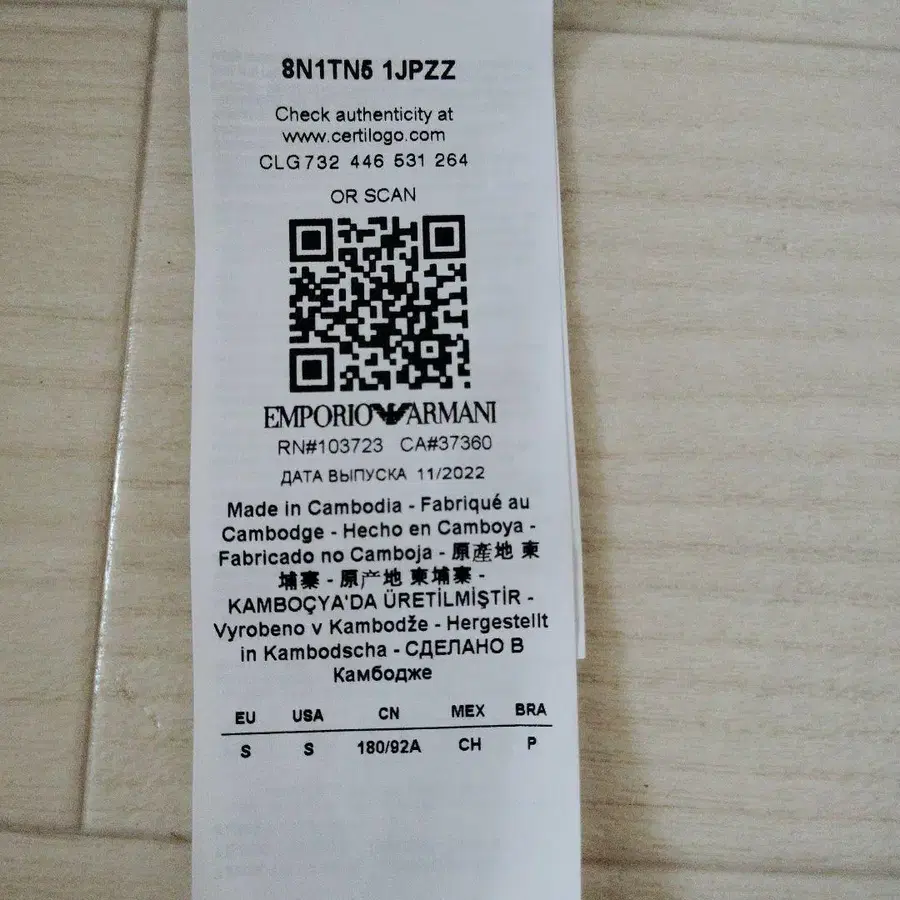 8N1TN5 1JPZZ
Check authenticity at
www.certilogo.com
CLG 732 446 531 264
OR SCAN
EMPORIO ARMANI
RN#103723 CA#37360
ДАТА ВЫПУСКА 11/2022
Made in Cambodia - Fabriqué au
Cambodge - Hecho en Camboya -
Fabricado no Camboja - 原產地 柬
埔寨 - 原产地 柬埔寨 -
KAMBOÇYA'DA ÜRETİLMİŞTİR -
Vyrobeno v Kambodže - Hergestellt
in Kambodscha - СДЕЛАНО В
Камбодже
EU USA CN MEX BRA
S S 180/92A CH P